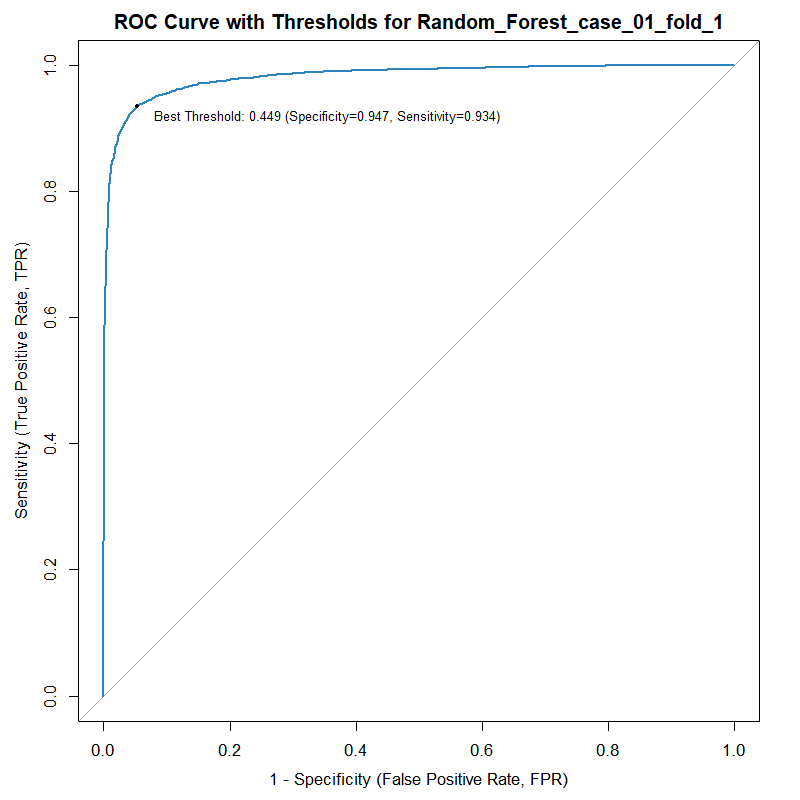 ROC Curve with Thresholds for Random_Forest_case_01_fold_1
Best Threshold: 0.449 (Specificity=0.947, Sensitivity=0.934)
Sensitivity (True Positive Rate, TPR)
1.0
0.8
0.6
0.4
0.2
0.0
0.0 0.2 0.4 0.6 0.8 1.0
1 - Specificity (False Positive Rate, FPR)